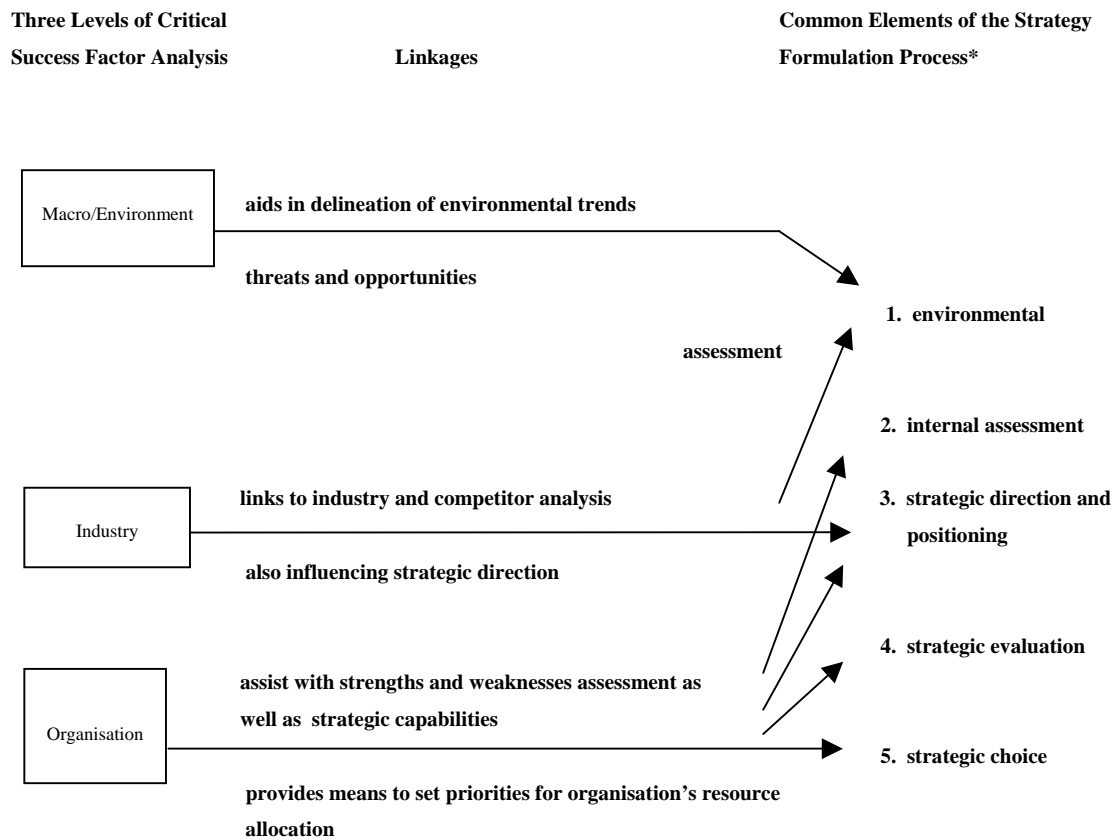 Three Levels of Critical
Success Factor Analysis
Linkages
Common Elements of the Strategy
Formulation Process*
Macro/Environment
aids in delineation of environmental trends
threats and opportunities
1. environmental
assessment
2. internal assessment
Industry
links to industry and competitor analysis
also influencing strategic direction
3. strategic direction and
positioning
4. strategic evaluation
Organisation
assist with strengths and weaknesses assessment as
well as strategic capabilities
5. strategic choice
provides means to set priorities for organisation's resource
allocation